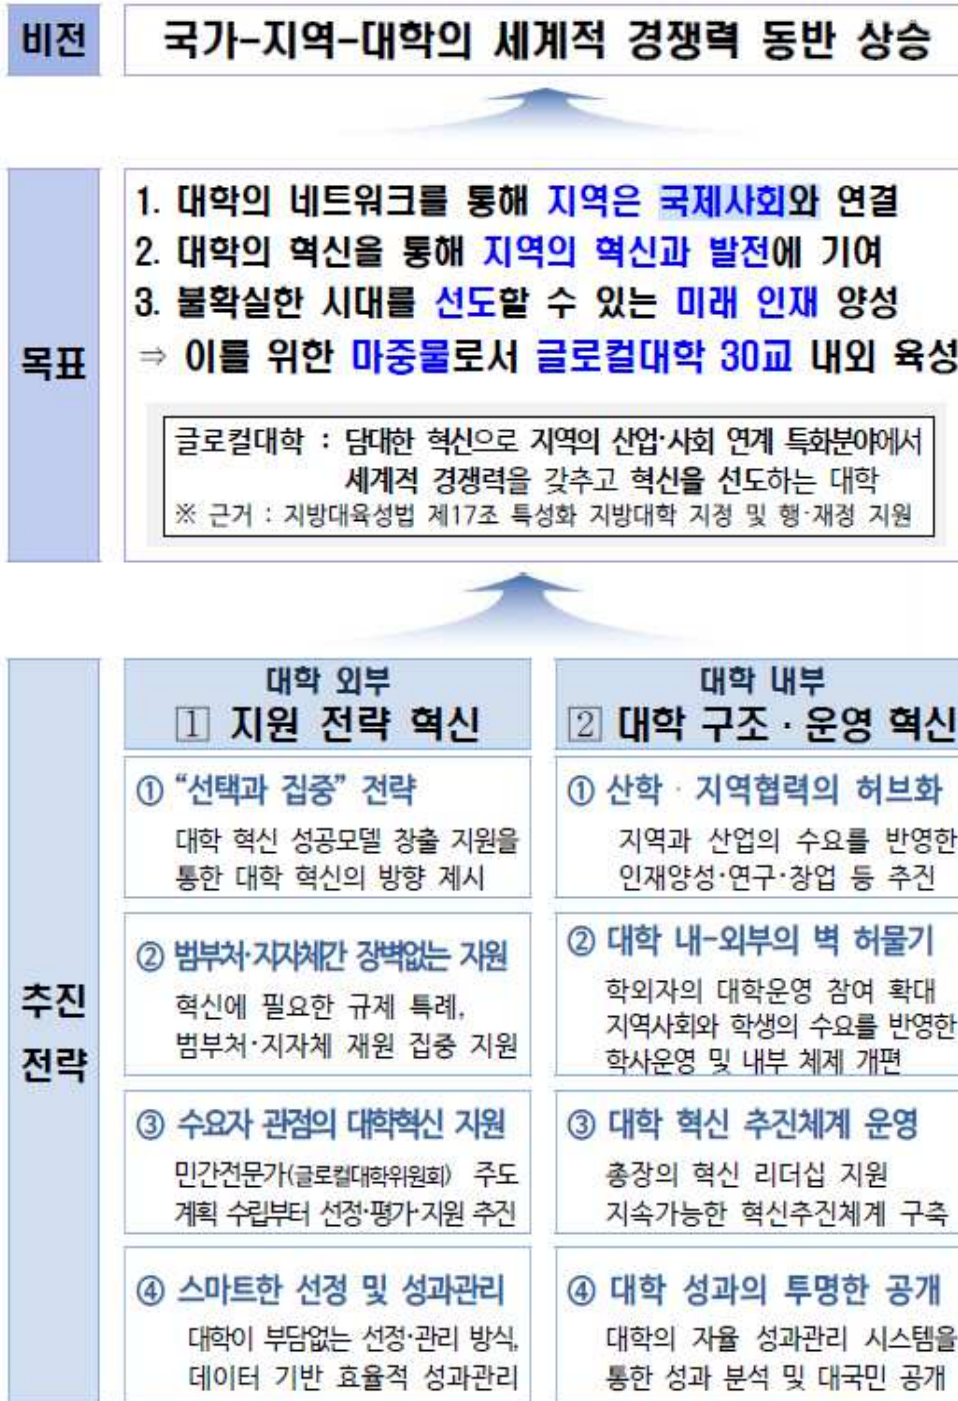 비전
국가-지역-대학의 세계적 경쟁력 동반 상승
목표
1. 대학의 네트워크를 통해 지역은 국제사회와 연결
2. 대학의 혁신을 통해 지역의 혁신과 발전에 기여
3. 불확실한 시대를 선도할 수 있는 미래 인재 양성
⇒ 이를 위한 마중물로서 글로컬대학 30교 내외 육성
글로컬대학 : 담대한 혁신으로 지역의 산업·사회 연계 특화분야에서
세계적 경쟁력을 갖추고 혁신을 선도하는 대학
※ 근거 : 지방대육성법 제17조 특성화 지방대학 지정 및 행·재정 지원
추진
전략
대학 외부
1 지원 전략 혁신
① “선택과 집중” 전략
대학 혁신 성공모델 창출 지원을
통한 대학 혁신의 방향 제시
② 범부처·지자체간 장벽없는 지원
혁신에 필요한 규제 특례,
범부처·지자체 재원 집중 지원
③ 수요자 관점의 대학혁신 지원
민간전문가(글로컬대학위원회) 주도
계획 수립부터 선정·평가·지원 추진
④ 스마트한 선정 및 성과관리
대학이 부담없는 선정·관리 방식,
데이터 기반 효율적 성과관리
대학 내부
2 대학 구조·운영 혁신
① 산학·지역협력의 허브화
지역과 산업의 수요를 반영한
인재양성·연구·창업 등 추진
② 대학 내-외부의 벽 허물기
학외자의 대학운영 참여 확대
지역사회와 학생의 수요를 반영한
학사운영 및 내부 체제 개편
③ 대학 혁신 추진체계 운영
총장의 혁신 리더십 지원
지속가능한 혁신추진체계 구축
④ 대학 성과의 투명한 공개
대학의 자율 성과관리 시스템을
통한 성과 분석 및 대국민 공개